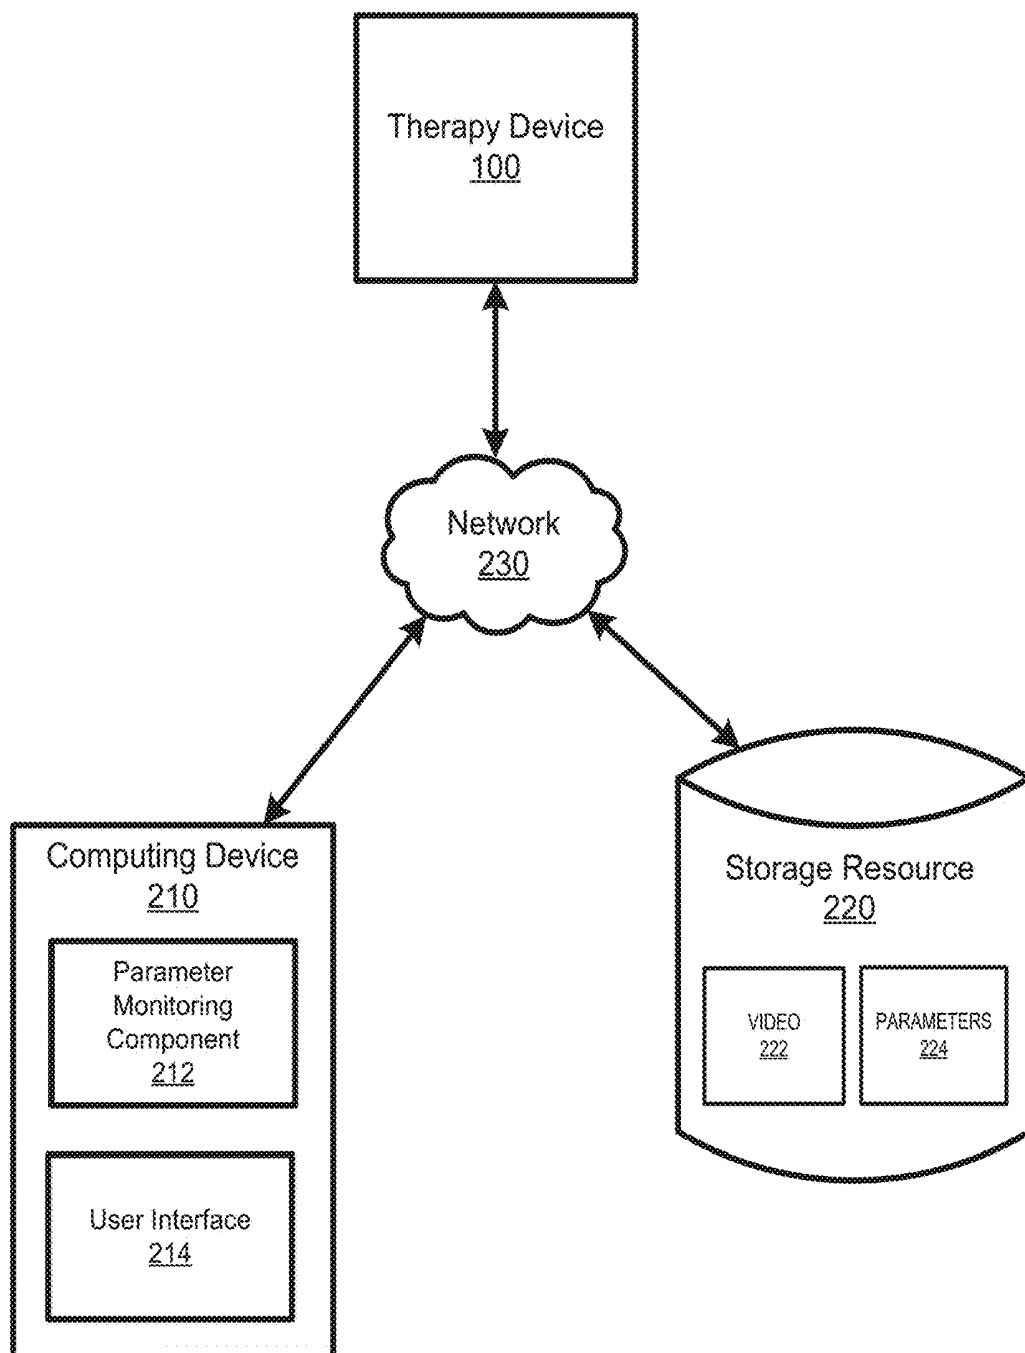 Therapy Device
100
Network
230
Computing Device
210
Parameter
Monitoring
Component
212
User Interface
214
Storage Resource
220
VIDEO
222
PARAMETERS
224